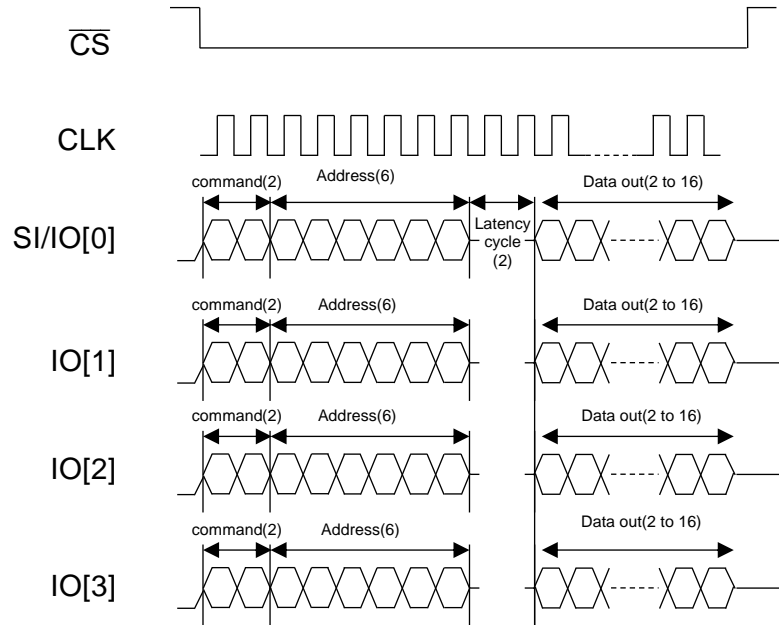 CS
CLK
command(2) Address(6) Data out(2 to 16)
SI/IO[0] Latency
cycle
(2)
command(2) Address(6) Data out(2 to 16)
IO[1]
command(2) Address(6) Data out(2 to 16)
IO[2]
command(2) Address(6) Data out(2 to 16)
IO[3]